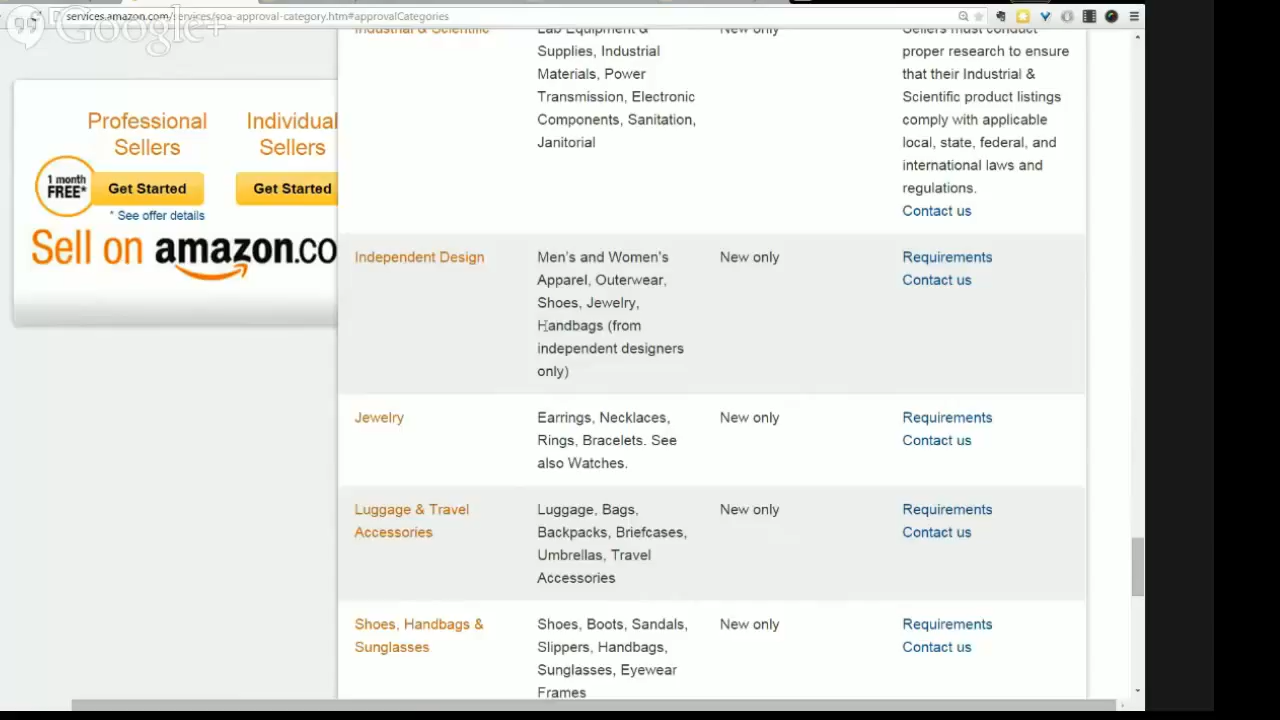 services.amazon.com/services/soa-approval-category.htm#approvalCategories
Google+
Professional
Sellers
Individual
Sellers
1 month
FREE*
Get Started
Get Started
* See offer details
Sell on amazon.co
Industrial & Scientific
Lab Equipment &
Supplies, Industrial
Materials, Power
Transmission, Electronic
Components, Sanitation,
Janitorial
New only
Sellers must conduct
proper research to ensure
that their Industrial &
Scientific product listings
comply with applicable
local, state, federal, and
international laws and
regulations.
Contact us
Independent Design
Men's and Women's
Apparel, Outerwear,
Shoes, Jewelry,
Handbags (from
independent designers
only)
New only
Requirements
Contact us
Jewelry
Earrings, Necklaces,
Rings, Bracelets. See
also Watches.
New only
Requirements
Contact us
Luggage & Travel
Accessories
Luggage, Bags,
Backpacks, Briefcases,
Umbrellas, Travel
Accessories
New only
Requirements
Contact us
Shoes, Handbags &
Sunglasses
Shoes, Boots, Sandals,
Slippers, Handbags,
Sunglasses, Eyewear
Frames
New only
Requirements
Contact us